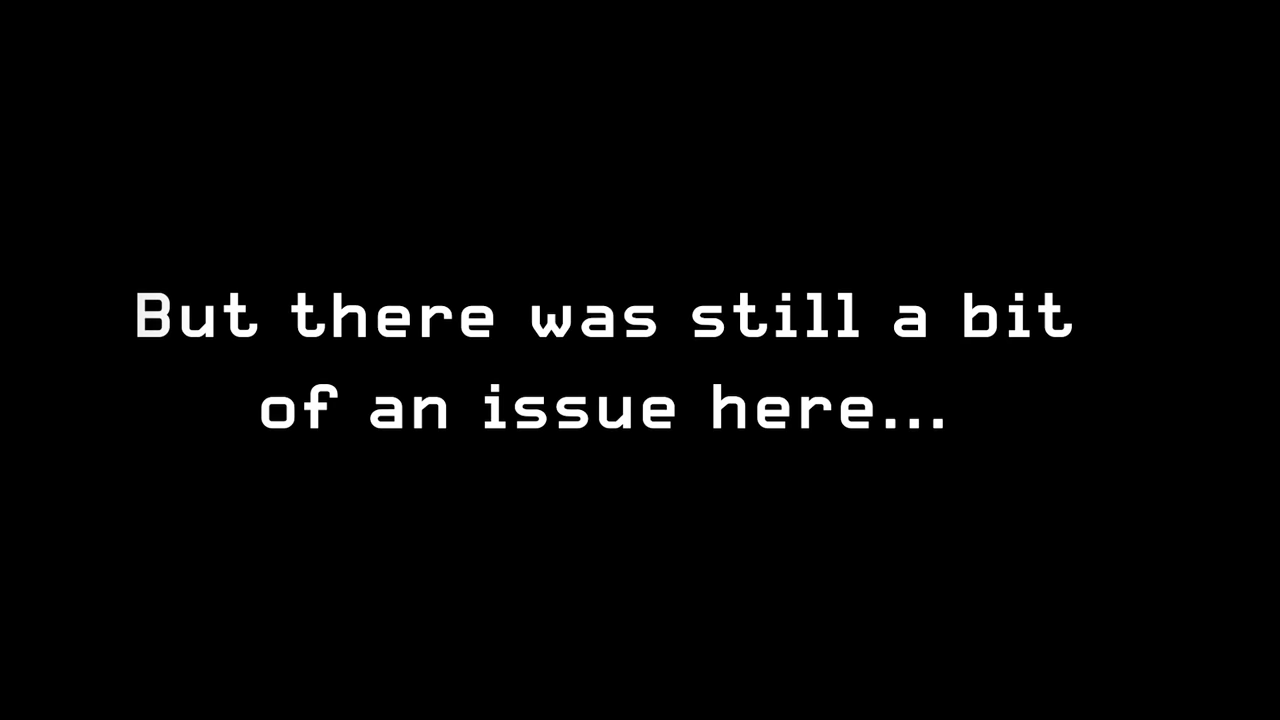 But there was still a bit
of an issue here...